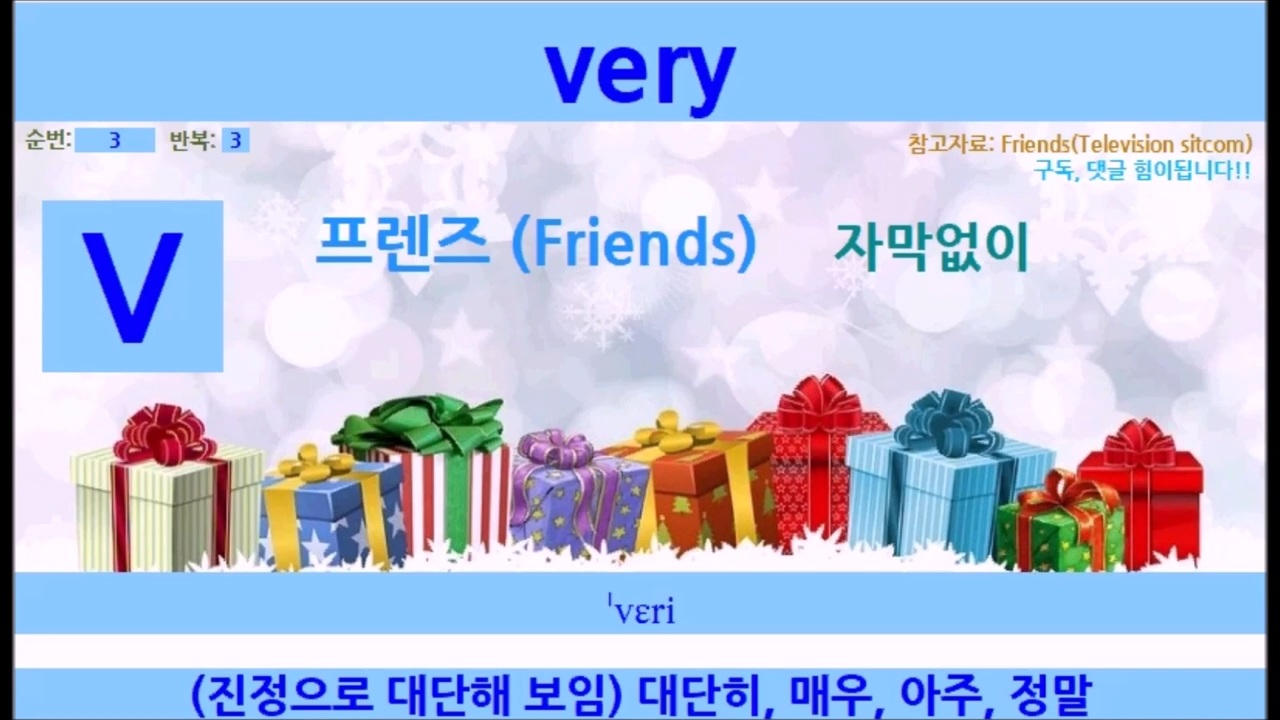 very
순번: 3 반복: 3
참고자료: Friends(Television sitcom)
구독, 댓글 힘이됩니다!!
V
프렌즈 (Friends) 자막없이
ˈvɛri
(진정으로 대단해 보임) 대단히, 매우, 아주, 정말